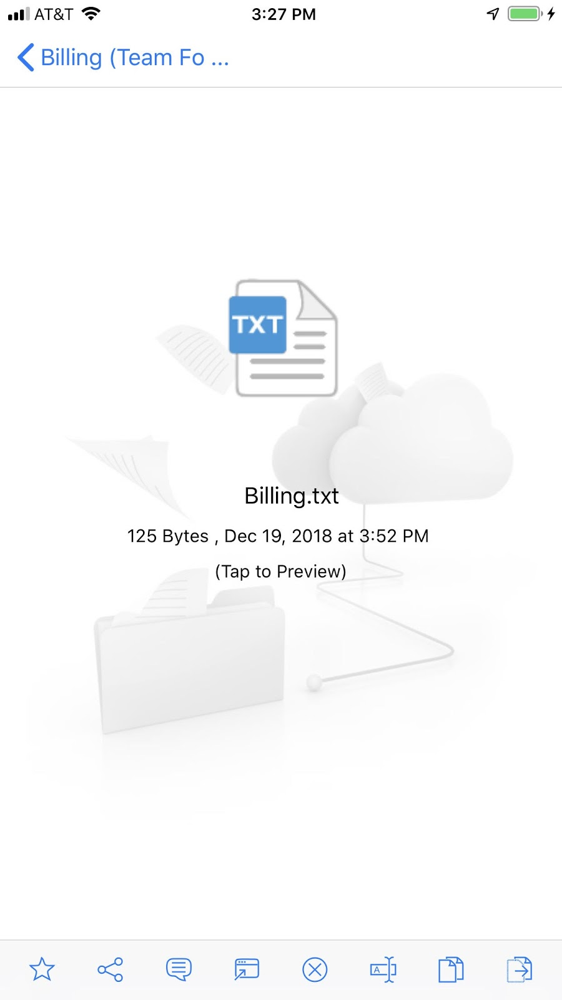 AT&T 3:27 PM
Billing (Team Fo ...
TXT
Billing.txt
125 Bytes , Dec 19, 2018 at 3:52 PM
(Tap to Preview)
A